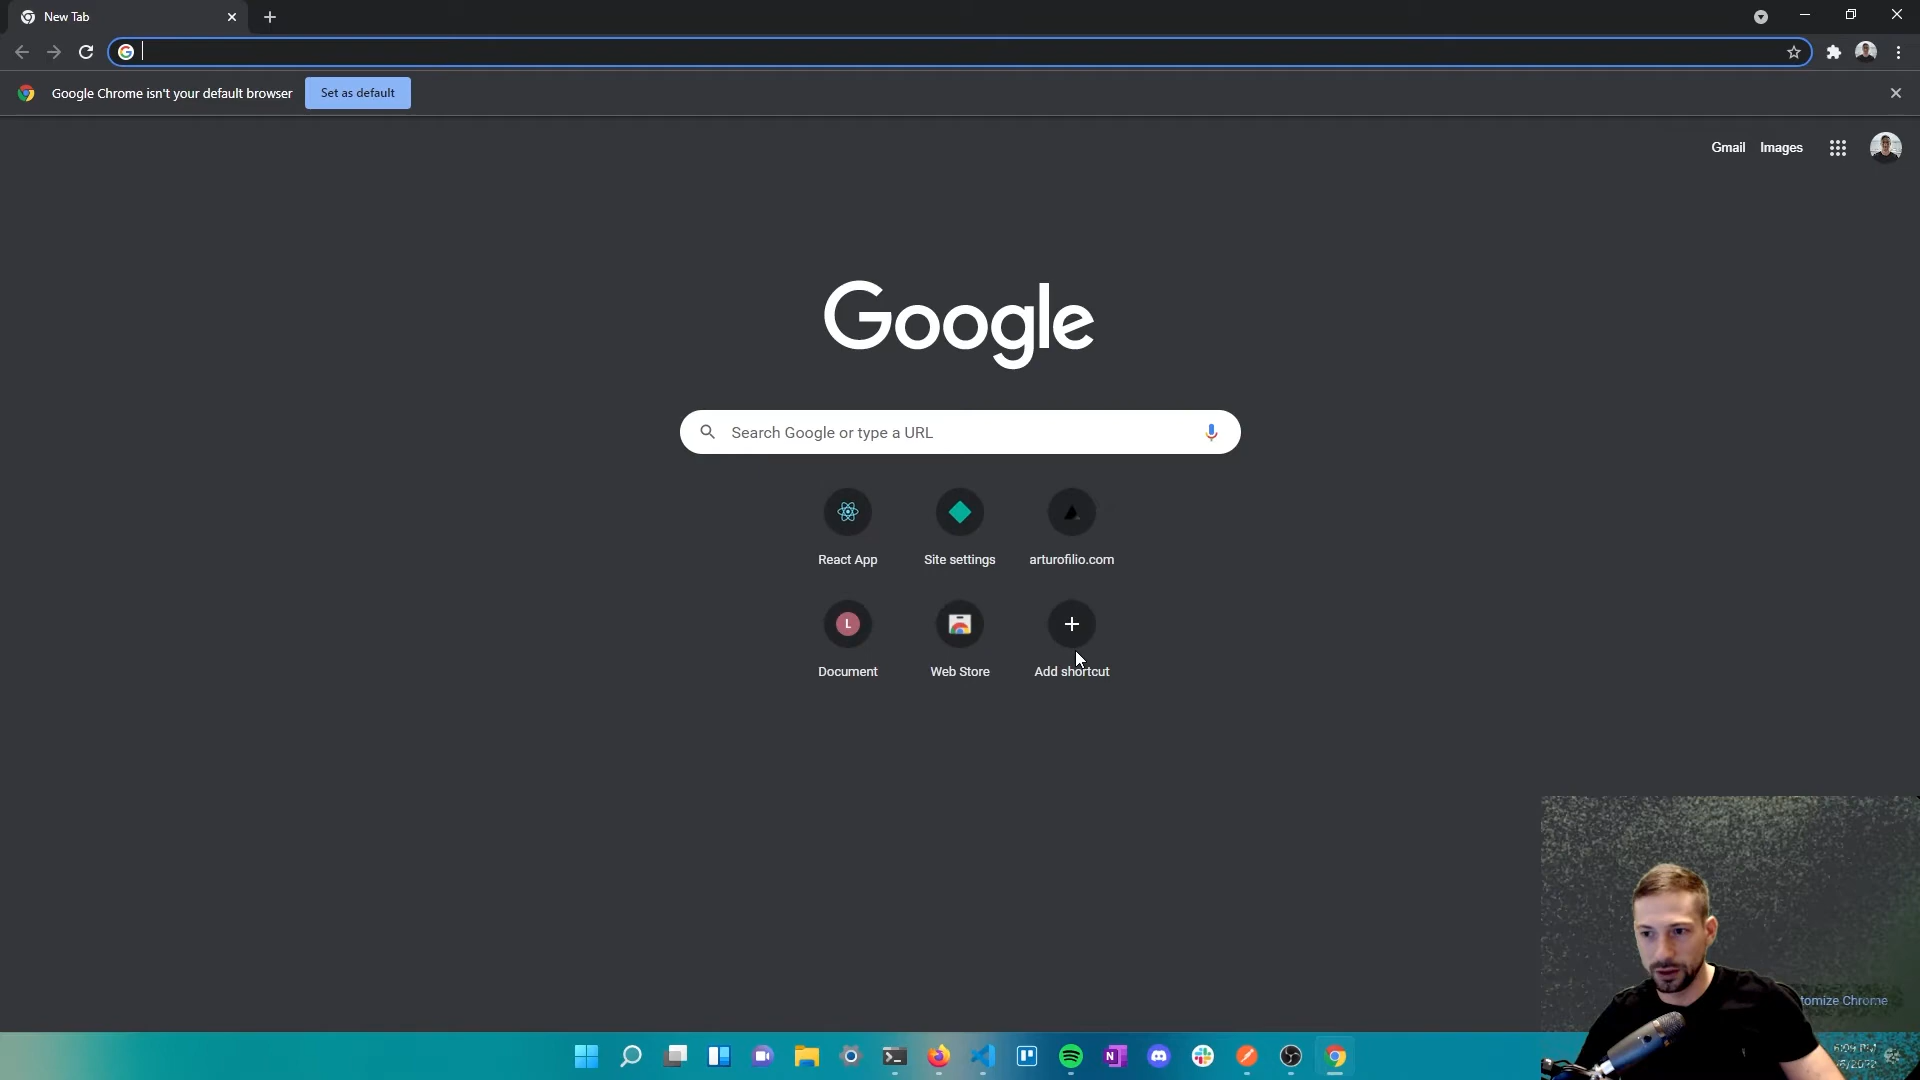 New Tab
Google Chrome isn't your default browser
Set as default
Gmail
Images
Google
Search Google or type a URL
React App
Site settings
arturofilio.com
L
Document
Web Store
Add shortcut
tomize Chrome
N